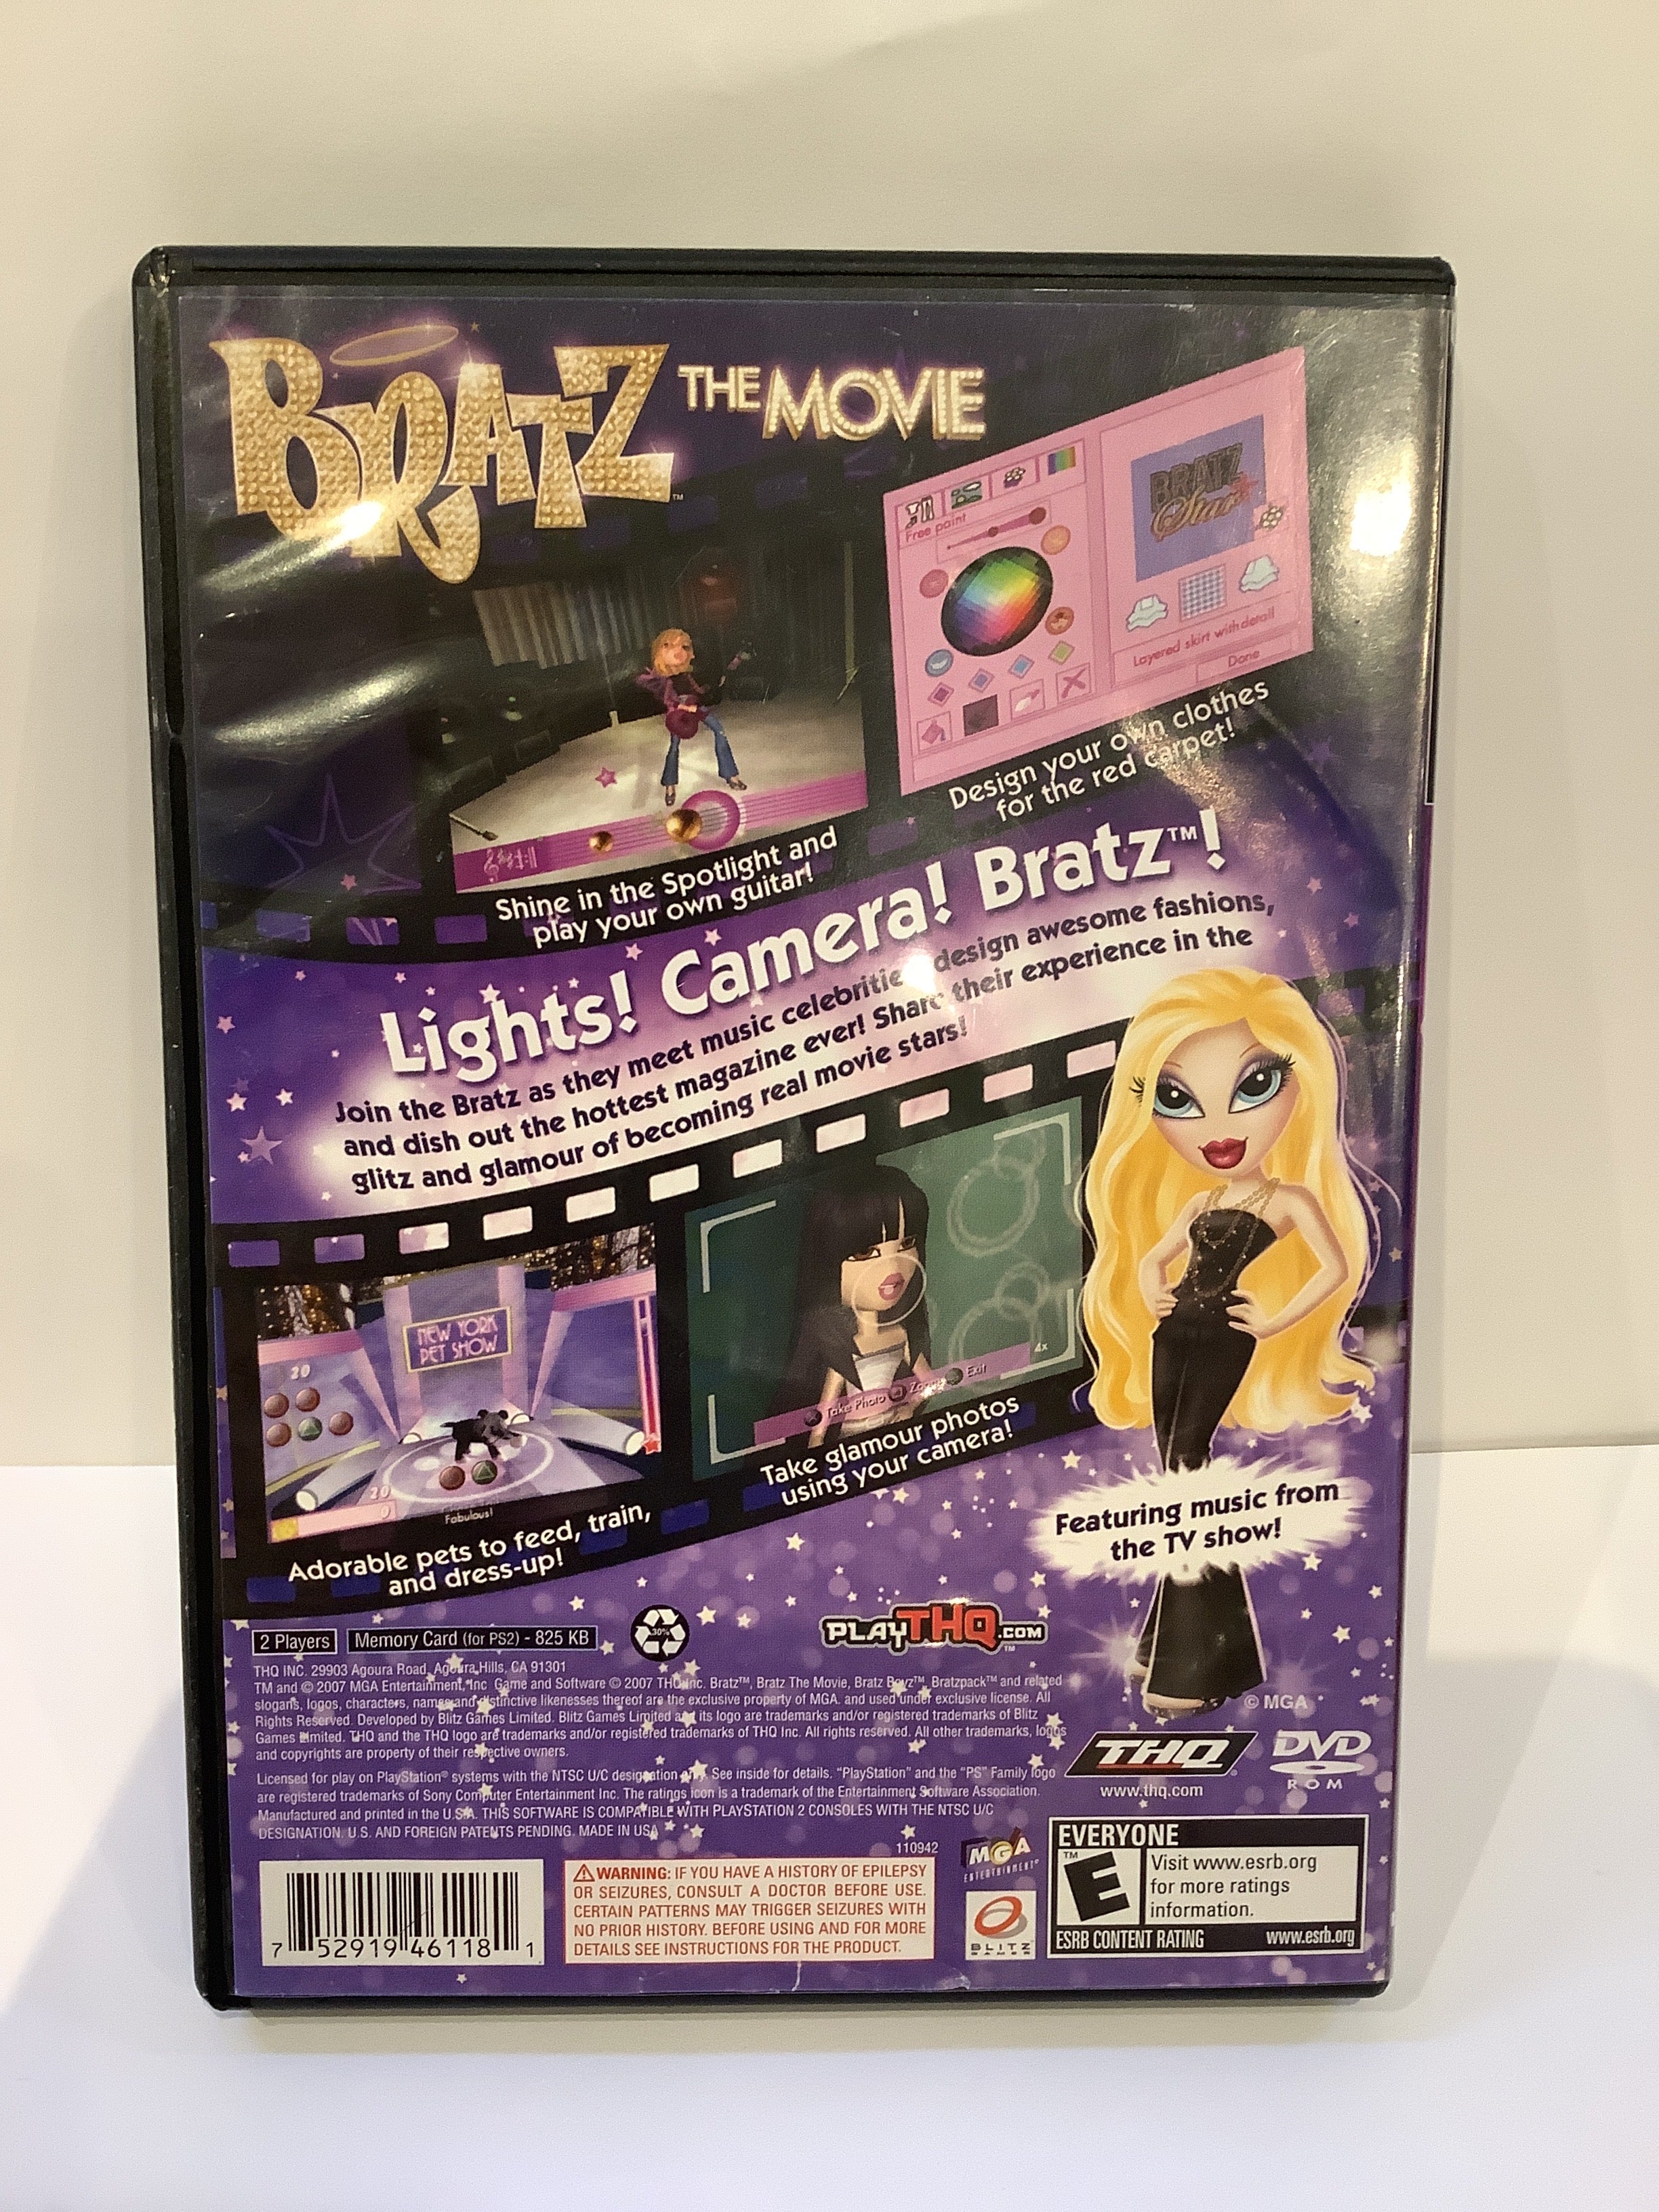 BRATZ THE MOVIE
™
Free paint
BRATZ
Star
Layered skirt with detail
Done
Design your own clothes
for the red carpet!
Shine in the Spotlight and
play your own guitar!
Lights! Camera! Bratz™!
Join the Bratz as they meet music celebrities, design awesome fashions,
and dish out the hottest magazine ever! Share their experience in the
glitz and glamour of becoming real movie stars!
NEW YORK
PET SHOW
20
20
0
Fabulous!
Adorable pets to feed, train,
and dress-up!
4x
Take Photo Zoom Exit
Take glamour photos
using your camera!
Featuring music from
the TV show!
2 Players
Memory Card (for PS2) - 825 KB
30%
PLAYTHQ.COM
™
THQ INC. 29903 Agoura Road, Agoura Hills, CA 91301
TM and © 2007 MGA Entertainment, Inc. Game and Software © 2007 THQ Inc. Bratz™, Bratz The Movie, Bratz Boyz™, Bratzpack™ and related
slogans, logos, characters, names and distinctive likenesses thereof are the exclusive property of MGA. and used under exclusive license. All
Rights Reserved. Developed by Blitz Games Limited. Blitz Games Limited and its logo are trademarks and/or registered trademarks of Blitz
Games Limited. THQ and the THQ logo are trademarks and/or registered trademarks of THQ Inc. All rights reserved. All other trademarks, logos
and copyrights are property of their respective owners.
Licensed for play on PlayStation® systems with the NTSC U/C designation only. See inside for details. “PlayStation” and the “PS” Family logo
are registered trademarks of Sony Computer Entertainment Inc. The ratings icon is a trademark of the Entertainment Software Association.
Manufactured and printed in the U.S.A. THIS SOFTWARE IS COMPATIBLE WITH PLAYSTATION 2 CONSOLES WITH THE NTSC U/C
DESIGNATION. U.S. AND FOREIGN PATENTS PENDING. MADE IN USA
© MGA
THQ
www.thq.com
DVD
ROM
110942
7 52919 46118 1
WARNING: IF YOU HAVE A HISTORY OF EPILEPSY
OR SEIZURES, CONSULT A DOCTOR BEFORE USE.
CERTAIN PATTERNS MAY TRIGGER SEIZURES WITH
NO PRIOR HISTORY. BEFORE USING AND FOR MORE
DETAILS SEE INSTRUCTIONS FOR THE PRODUCT.
MGA
ENTERTAINMENT®
BLITZ
GAMES
EVERYONE
E
™
Visit www.esrb.org
for more ratings
information.
ESRB CONTENT RATING www.esrb.org